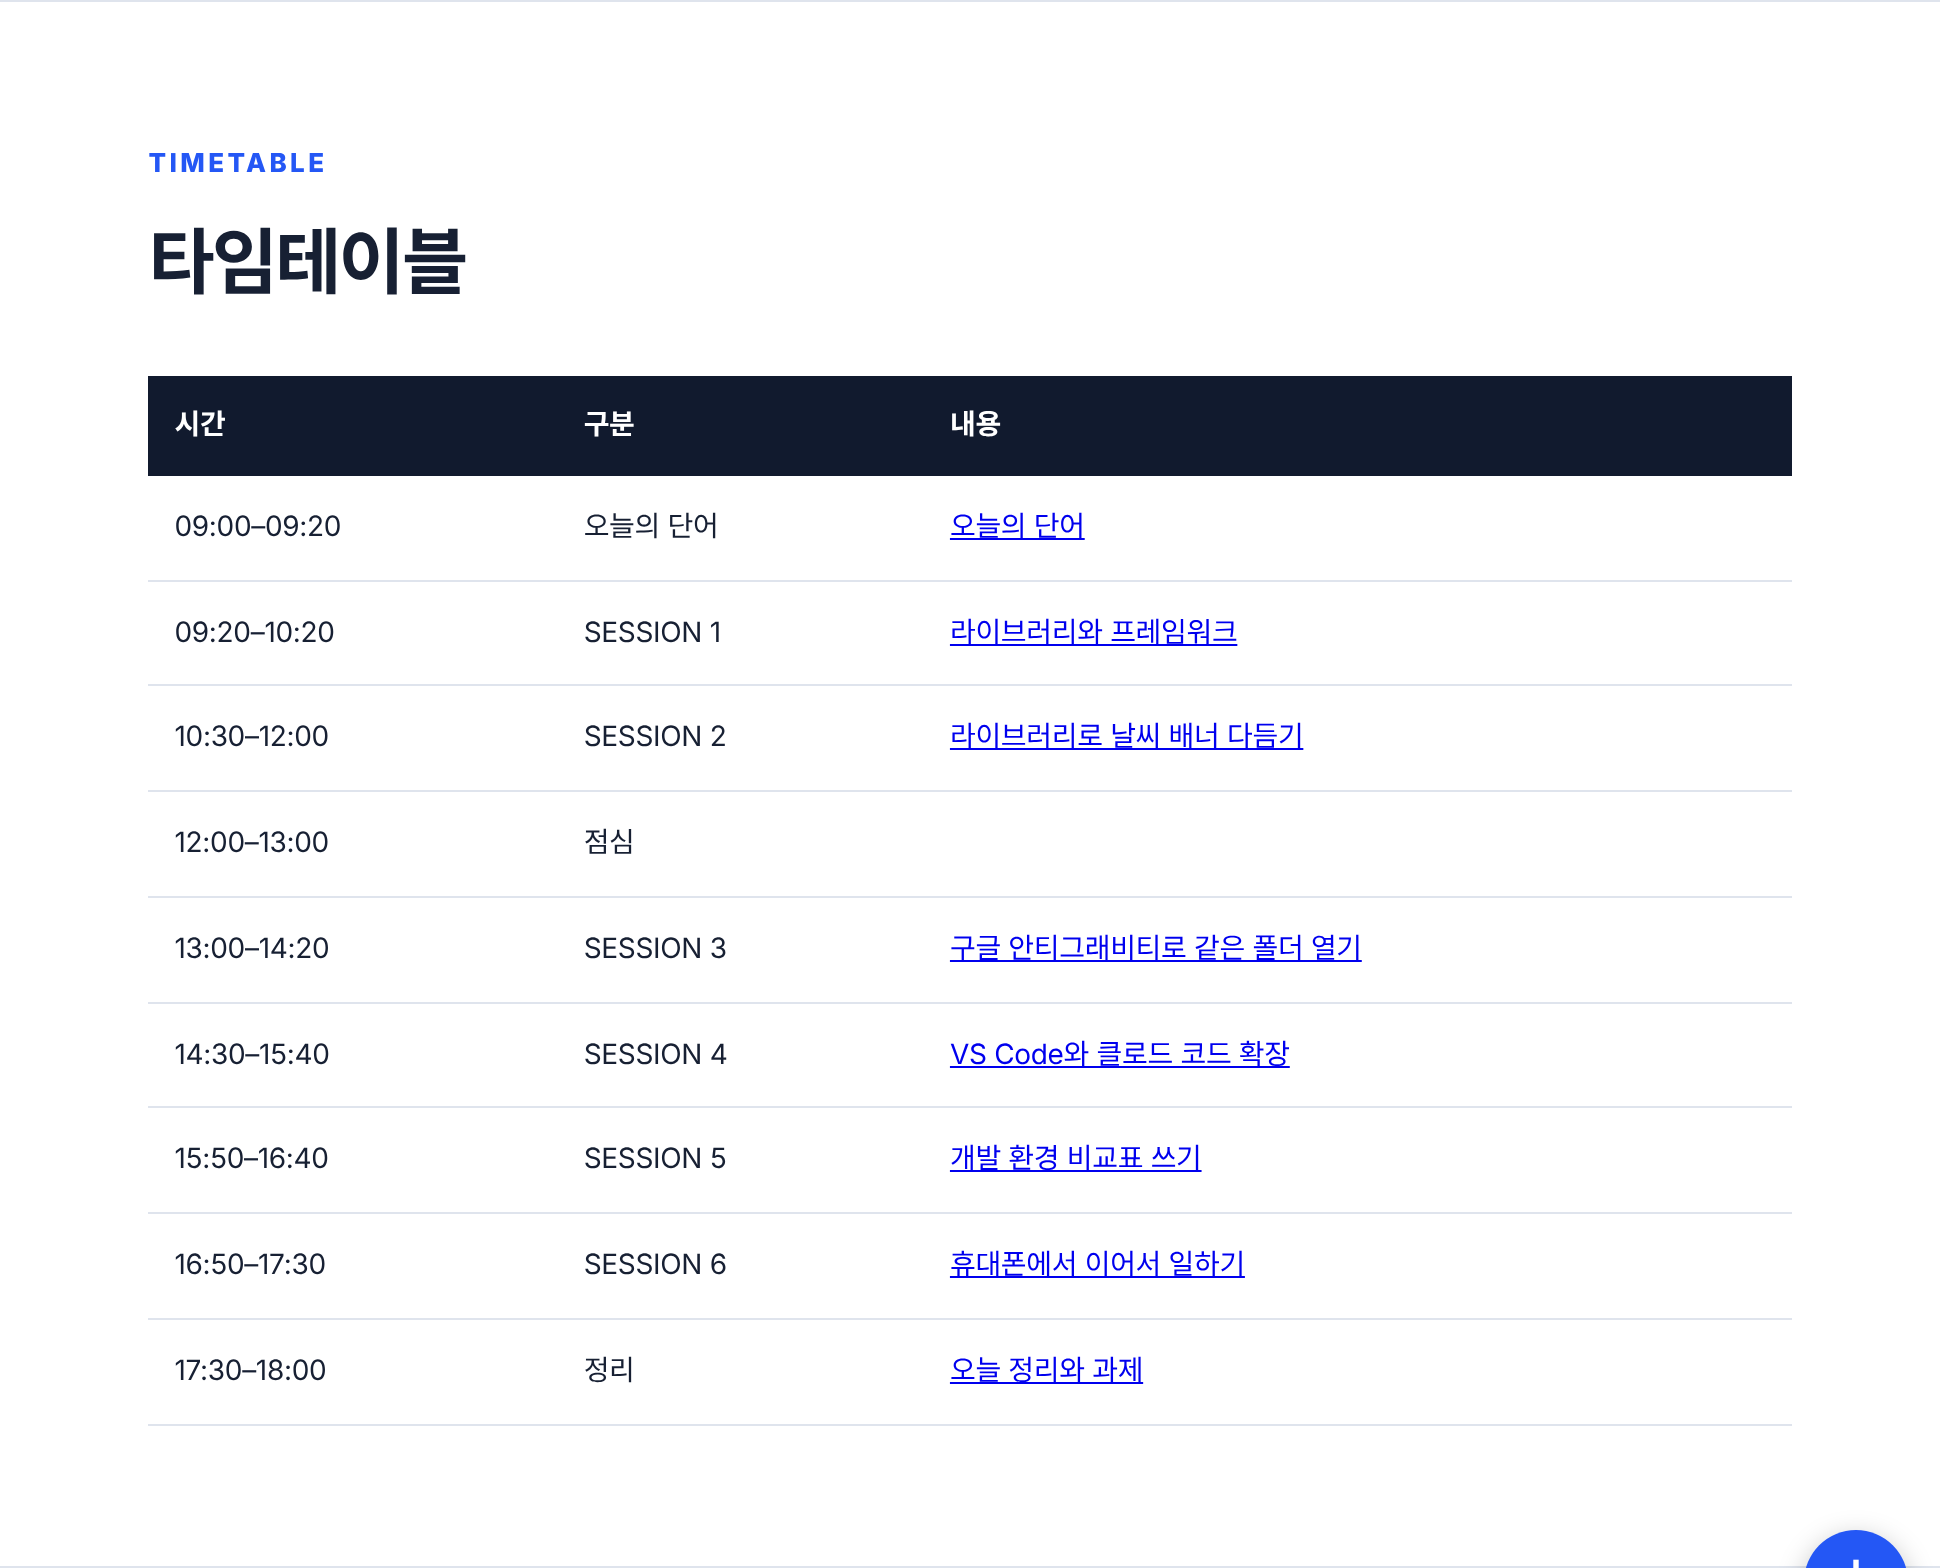 TIMETABLE
타임테이블
시간 구분 내용
09:00–09:20 오늘의 단어 오늘의 단어
09:20–10:20 SESSION 1 라이브러리와 프레임워크
10:30–12:00 SESSION 2 라이브러리로 날씨 배너 다듬기
12:00–13:00 점심
13:00–14:20 SESSION 3 구글 안티그래비티로 같은 폴더 열기
14:30–15:40 SESSION 4 VS Code와 클로드 코드 확장
15:50–16:40 SESSION 5 개발 환경 비교표 쓰기
16:50–17:30 SESSION 6 휴대폰에서 이어서 일하기
17:30–18:00 정리 오늘 정리와 과제